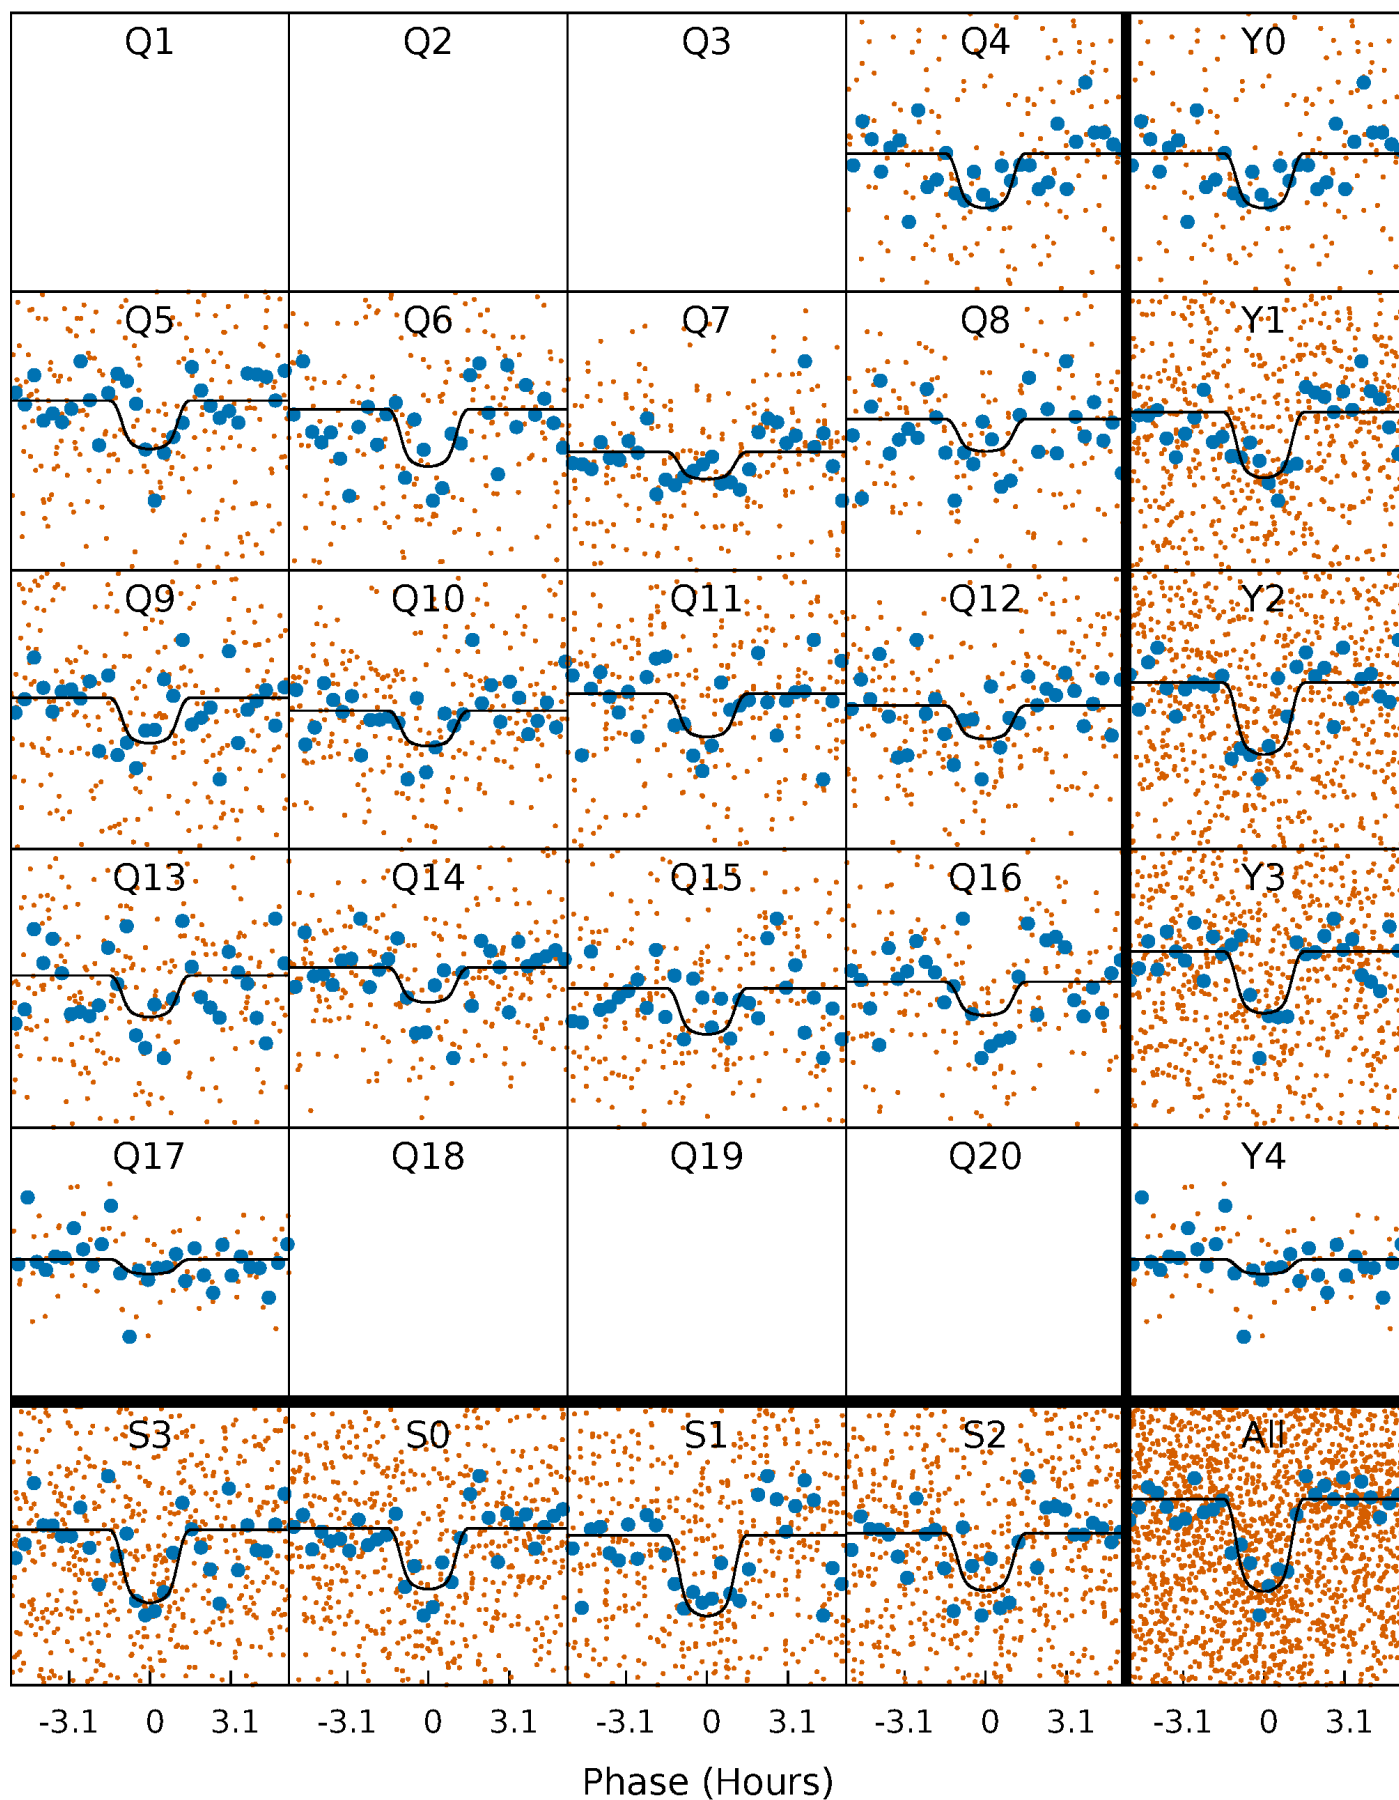 Q1 Q2 Q3 Q4 Y0
Q5 Q6 Q7 Q8 Y1
Q9 Q10 Q11 Q12 Y2
Q13 Q14 Q15 Q16 Y3
Q17 Q18 Q19 Q20 Y4
S3 S0 S1 S2 All
-3.1 0 3.1 -3.1 0 3.1 -3.1 0 3.1 -3.1 0 3.1 -3.1 0 3.1
Phase (Hours)